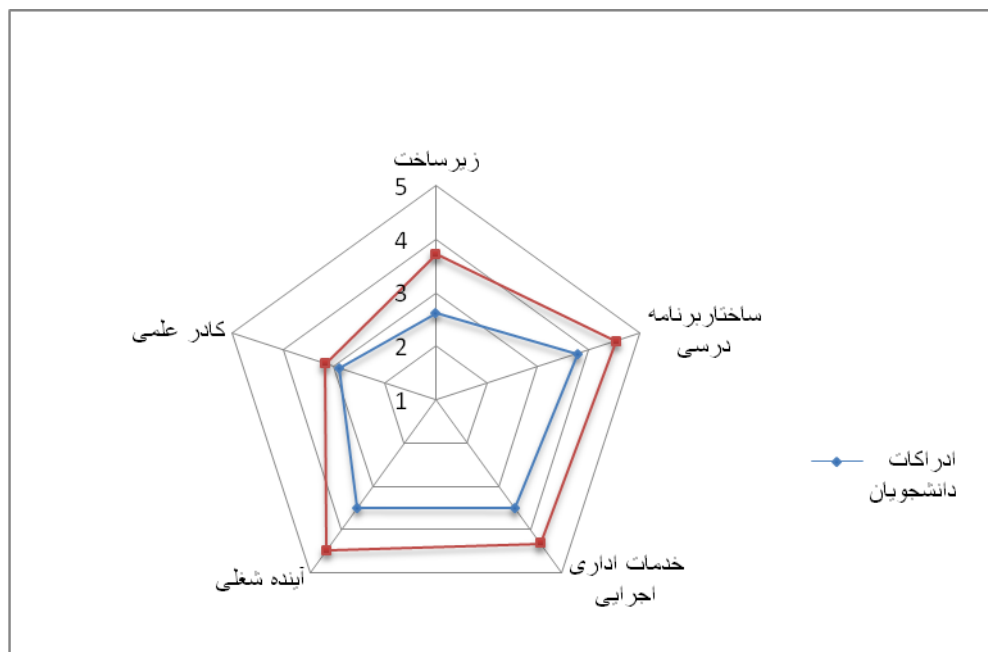 زیرساخت
5
4
3
2
1
ساختاربرنامه
درسی
کادر علمی
ادراکات
دانشجویان
خدمات اداری
اجرایی
آینده شغلی